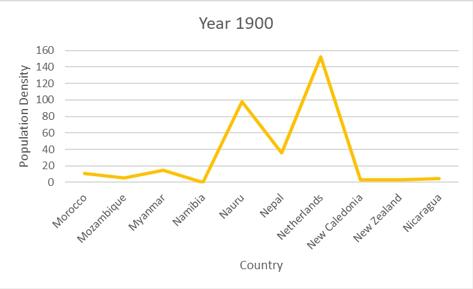 Year 1900
Population Density
160
140
120
100
80
60
40
20
0
Morocco
Mozambique
Myanmar
Namibia
Nauru
Nepal
Netherlands
New Caledonia
New Zealand
Nicaragua
Country